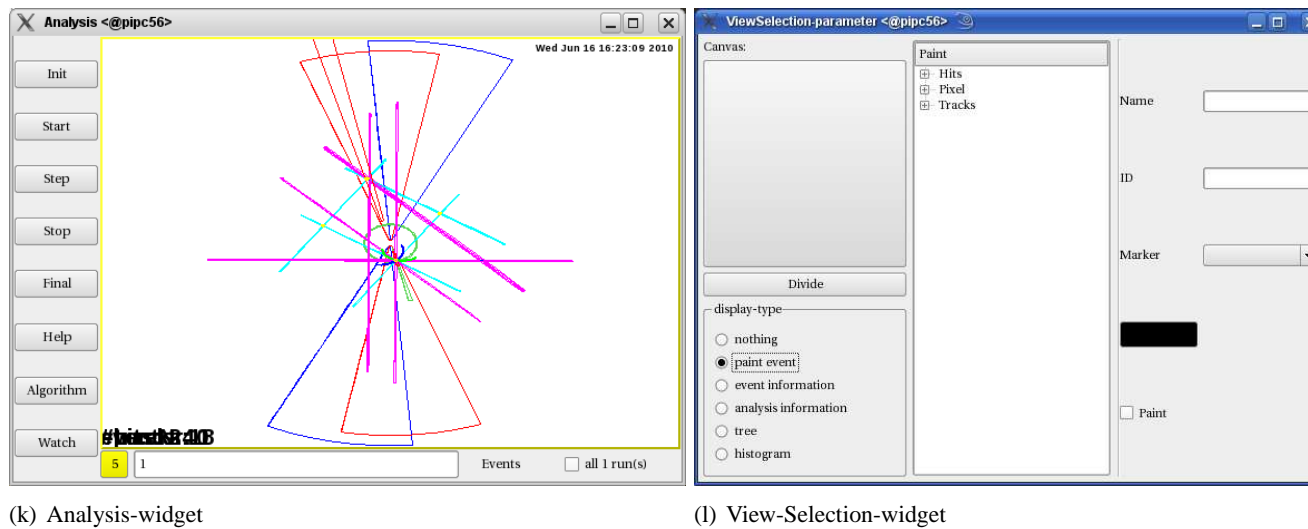 Analysis <@pipc56>
Wed Jun 16 16:23:09 2010
Init
Start
Step
Stop
Final
Help
Algorithm
Watch
5
1
Events
all 1 run(s)
ViewSelection-parameter <@pipc56>
Canvas:
Divide
display-type
nothing
paint event
event information
analysis information
tree
histogram
Paint
Hits
Pixel
Tracks
Name
ID
Marker
Paint
(k) Analysis-widget
(l) View-Selection-widget